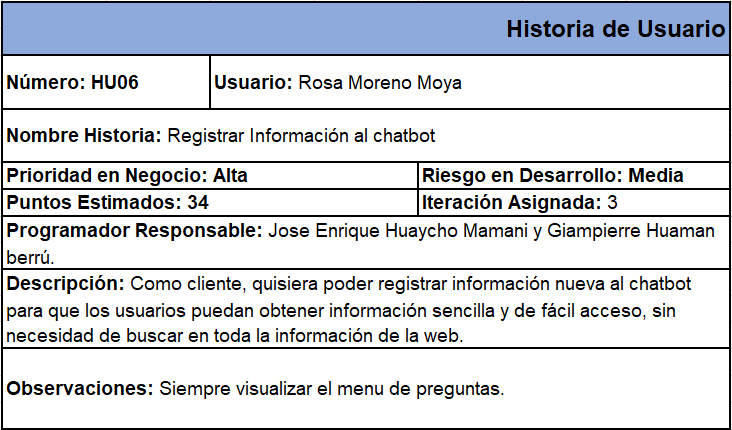 Historia de Usuario
Número: HU06
Usuario: Rosa Moreno Moya
Nombre Historia: Registrar Información al chatbot
Prioridad en Negocio: Alta
Riesgo en Desarrollo: Media
Puntos Estimados: 34
Iteración Asignada: 3
Programador Responsable: Jose Enrique Huaycho Mamani y Giampierre Huaman
berrú.
Descripción: Como cliente, quisiera poder registrar información nueva al chatbot
para que los usuarios puedan obtener información sencilla y de fácil acceso, sin
necesidad de buscar en toda la información de la web.
Observaciones: Siempre visualizar el menu de preguntas.